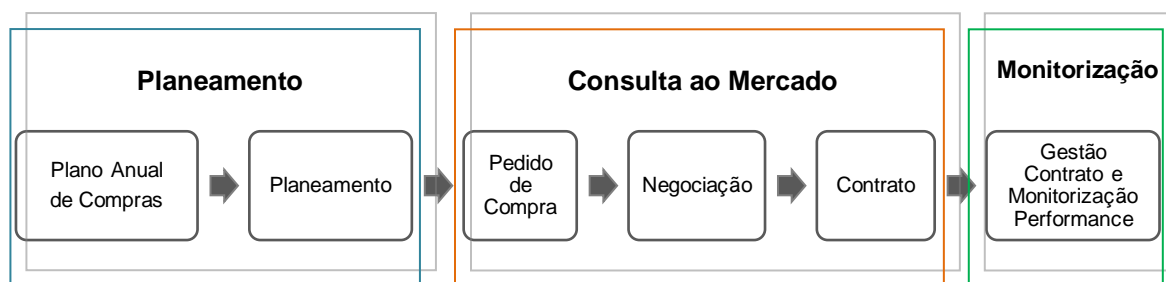 Planeamento
Plano Anual
de Compras
Planeamento
Consulta ao Mercado
Pedido
de
Compra
Negociação
Contrato
Monitorização
Gestão
Contrato e
Monitorização
Performance